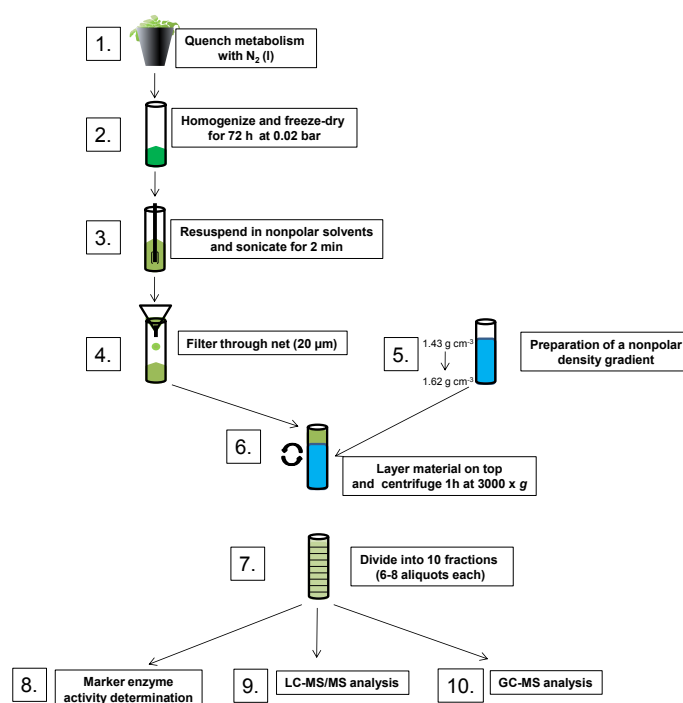 1.
Quench metabolism
with N₂ (l)
2.
Homogenize and freeze-dry
for 72 h at 0.02 bar
3.
Resuspend in nonpolar solvents
and sonicate for 2 min
4.
Filter through net (20 µm)
5.
1.43 g cm⁻³
1.62 g cm⁻³
Preparation of a nonpolar
density gradient
6.
Layer material on top
and centrifuge 1h at 3000 x g
7.
Divide into 10 fractions
(6-8 aliquots each)
8.
Marker enzyme
activity determination
9.
LC-MS/MS analysis
10.
GC-MS analysis